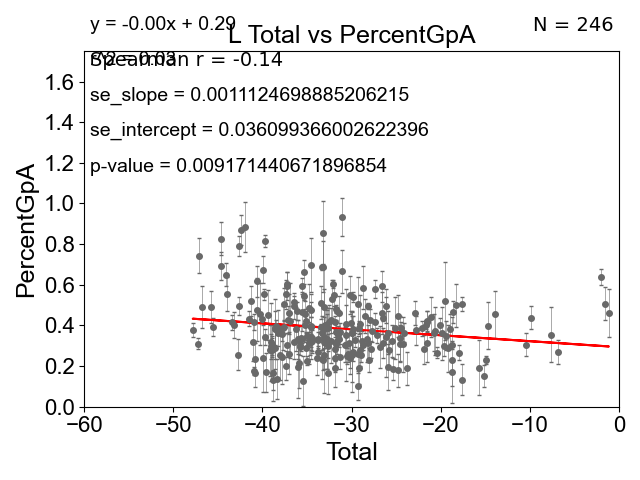 y = -0.00x + 0.29
N = 246
L Total vs PercentGpA
Spearman r = -0.14
se_slope = 0.0011124698885206215
se_intercept = 0.036099366002622396
p-value = 0.009171440671896854
PercentGpA
1.6
1.4
1.2
1.0
0.8
0.6
0.4
0.2
0.0
−60 −50 −40 −30 −20 −10 0
Total